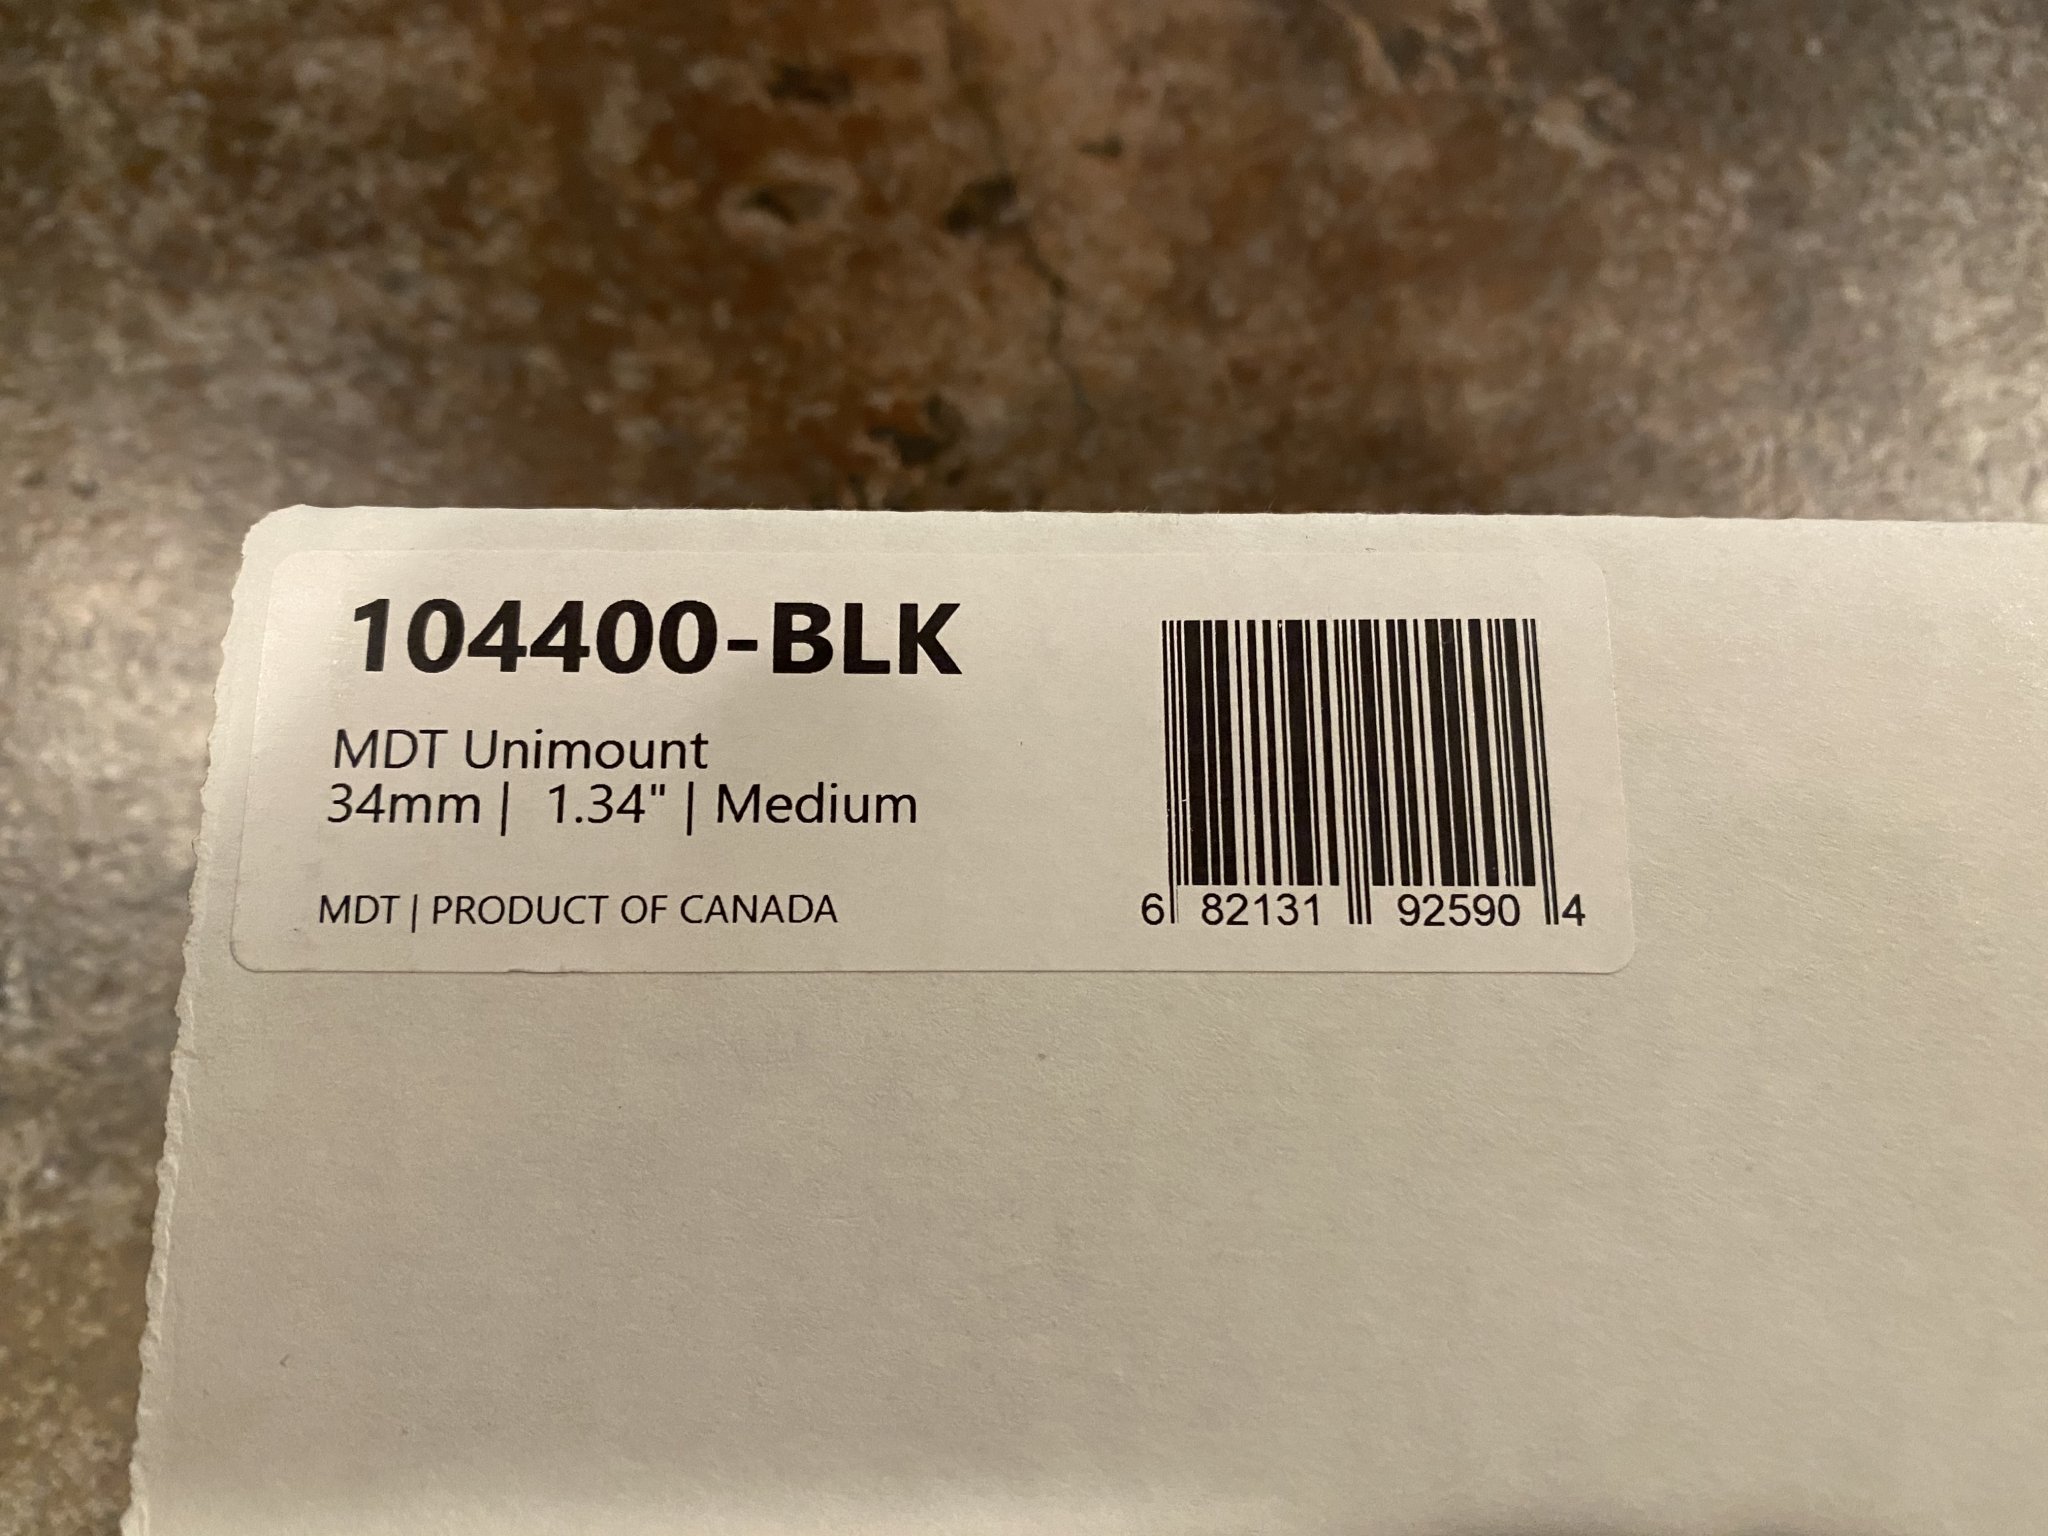 104400-BLK
MDT Unimount
34mm | 1.34" | Medium
MDT | PRODUCT OF CANADA
6 82131 92590 4